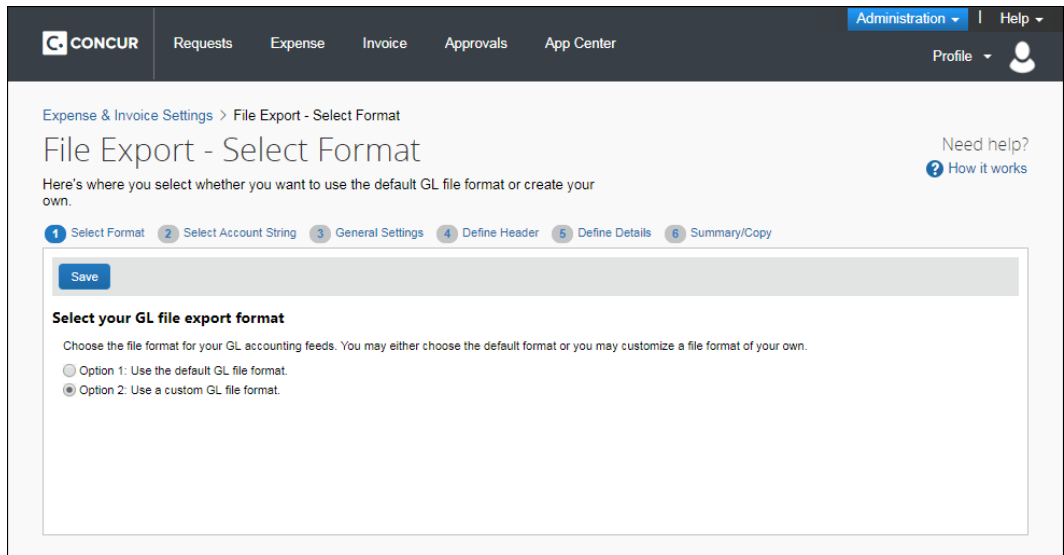 Administration | Help
C. CONCUR Requests Expense Invoice Approvals App Center
Profile
Expense & Invoice Settings > File Export - Select Format
File Export - Select Format
Need help?
Here's where you select whether you want to use the default GL file format or create your
own.
? How it works
1 Select Format 2 Select Account String 3 General Settings 4 Define Header 5 Define Details 6 Summary/Copy
Save
Select your GL file export format
Choose the file format for your GL accounting feeds. You may either choose the default format or you may customize a file format of your own.
Option 1: Use the default GL file format.
Option 2: Use a custom GL file format.